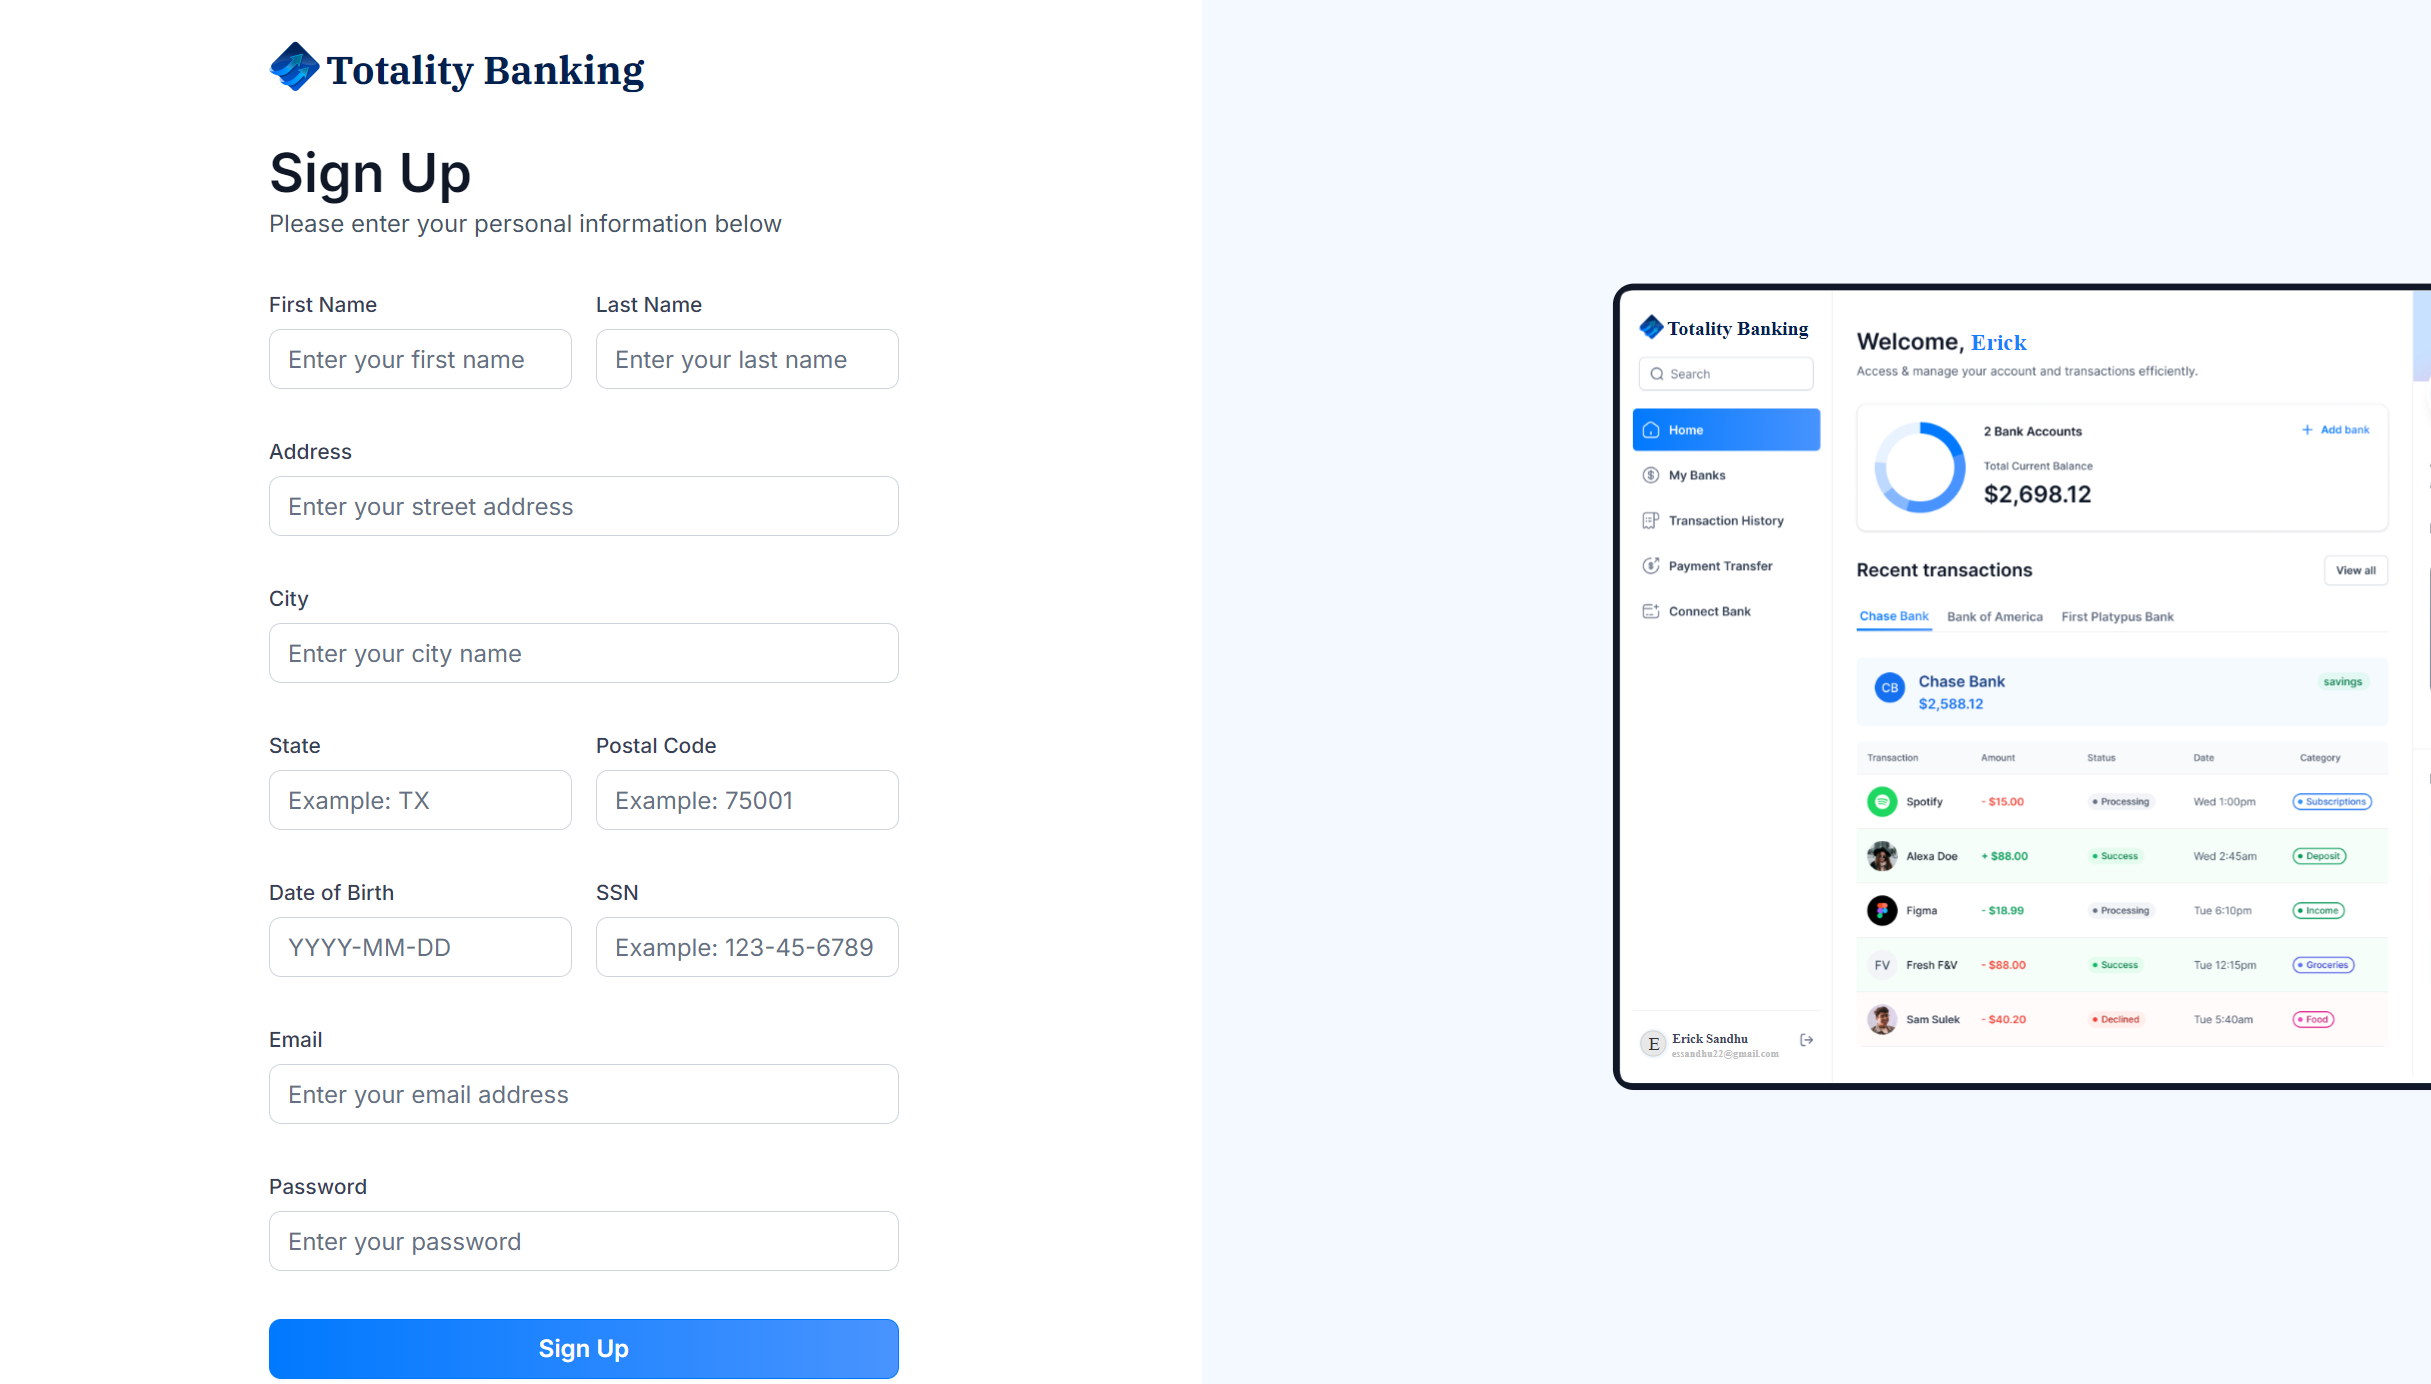 Totality Banking
Sign Up
Please enter your personal information below
First Name
Last Name
Enter your first name
Enter your last name
Address
Enter your street address
City
Enter your city name
State
Postal Code
Example: TX
Example: 75001
Date of Birth
SSN
YYYY-MM-DD
Example: 123-45-6789
Email
Enter your email address
Password
Enter your password
Sign Up
Totality Banking
Search
Home
My Banks
Transaction History
Payment Transfer
Connect Bank
E
Erick Sandhu
essandhu22@gmail.com
Welcome, Erick
Access & manage your account and transactions efficiently.
2 Bank Accounts
+ Add bank
Total Current Balance
$2,698.12
Recent transactions
View all
Chase Bank Bank of America First Platypus Bank
CB
Chase Bank
savings
$2,588.12
Transaction Amount Status Date Category
Spotify - $15.00 Processing Wed 1:00pm Subscriptions
Alexa Doe + $88.00 Success Wed 2:45am Deposit
Figma - $18.99 Processing Tue 6:10pm Income
FV Fresh F&V - $88.00 Success Tue 12:15pm Groceries
Sam Sulek - $40.20 Declined Tue 5:40am Food